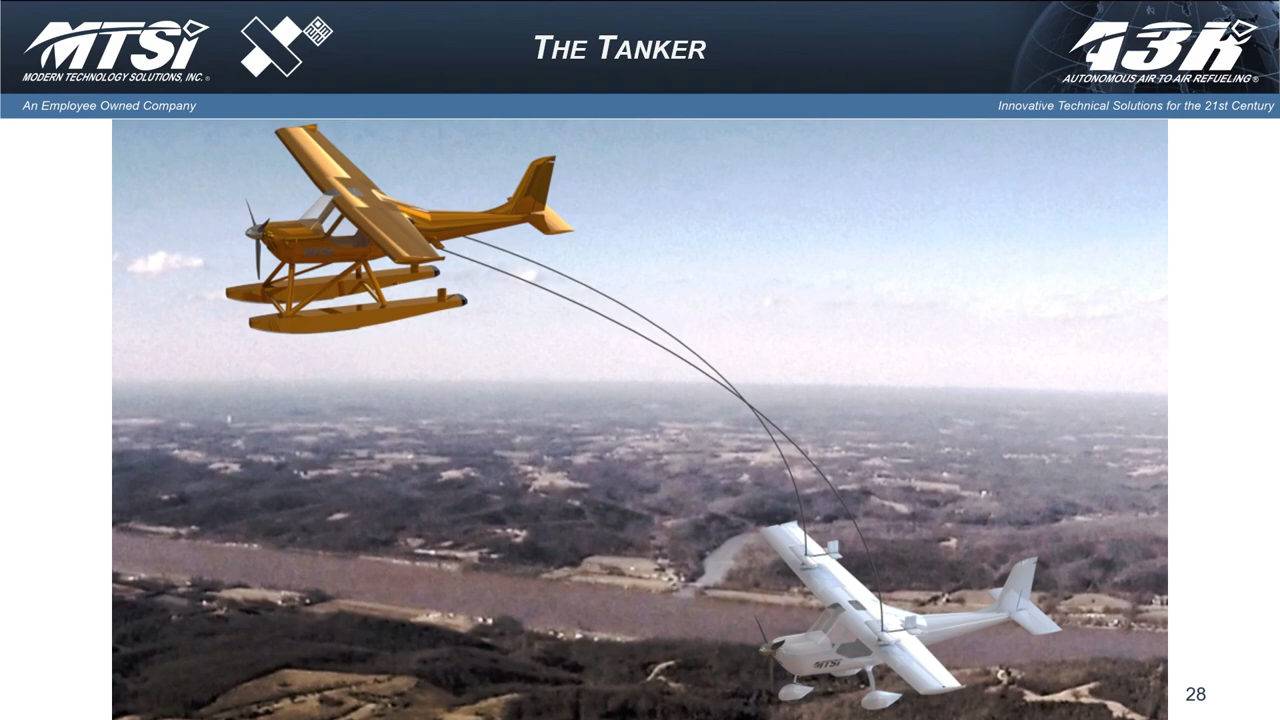 MTSi
MODERN TECHNOLOGY SOLUTIONS, INC.®
THE TANKER
A3R
AUTONOMOUS AIR TO AIR REFUELING®
An Employee Owned Company
Innovative Technical Solutions for the 21st Century
MTSi
28